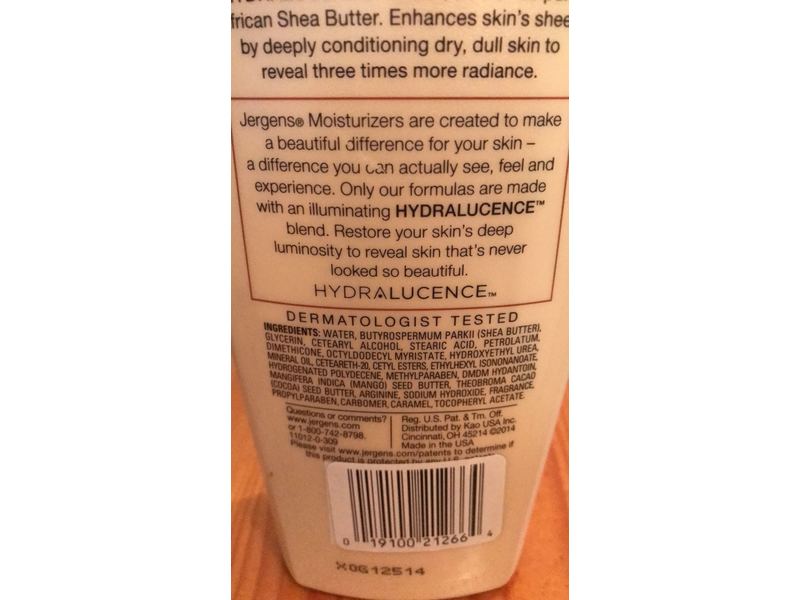 frican Shea Butter. Enhances skin's shee
by deeply conditioning dry, dull skin to
reveal three times more radiance.
Jergens® Moisturizers are created to make
a beautiful difference for your skin –
a difference you can actually see, feel and
experience. Only our formulas are made
with an illuminating HYDRALUCENCE™
blend. Restore your skin's deep
luminosity to reveal skin that's never
looked so beautiful.
HYDRALUCENCE™
DERMATOLOGIST TESTED
INGREDIENTS: WATER, BUTYROSPERMUM PARKII (SHEA BUTTER),
GLYCERIN, CETEARYL ALCOHOL, STEARIC ACID, PETROLATUM,
DIMETHICONE, OCTYLDODECYL MYRISTATE, HYDROXYETHYL UREA,
MINERAL OIL, CETEARETH-20, CETYL ESTERS, ETHYLHEXYL ISONONANOATE,
HYDROGENATED POLYDECENE, METHYLPARABEN, DMDM HYDANTOIN,
MANGIFERA INDICA (MANGO) SEED BUTTER, THEOBROMA CACAO
(COCOA) SEED BUTTER, ARGININE, SODIUM HYDROXIDE, FRAGRANCE,
PROPYLPARABEN, CARBOMER, CARAMEL, TOCOPHERYL ACETATE.
Questions or comments?
www.jergens.com
or 1-800-742-8798.
11012-0-309
Reg. U.S. Pat. & Tm. Off.
Distributed by Kao USA Inc.
Cincinnati, OH 45214 ©2014
Made in the USA
Please visit www.jergens.com/patents to determine if
this product is protected by any U.S.
0 19100 21266 4
X0G12514